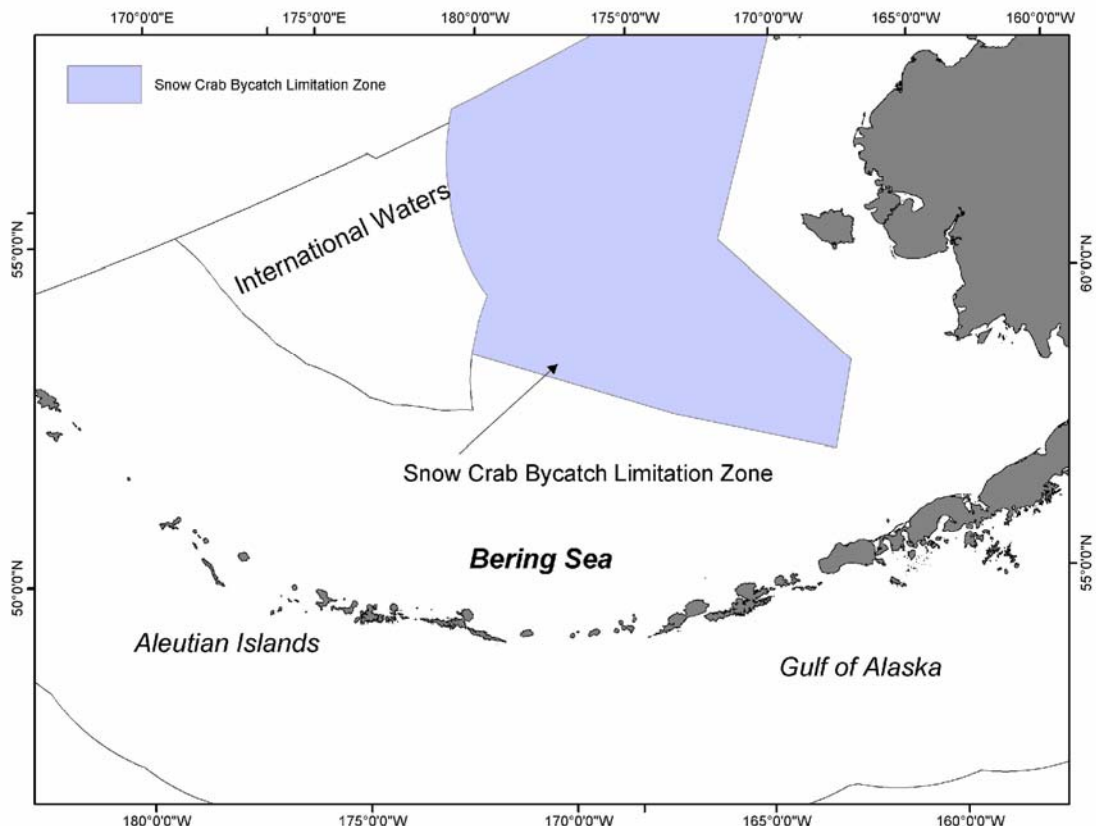 170°0'0"E 175°0'0"E 180°0'0"W 175°0'0"W 170°0'0"W 165°0'0"W 160°0'0"W
Snow Crab Bycatch Limitation Zone
International Waters
55°0'0"N
60°0'0"N
Snow Crab Bycatch Limitation Zone
Bering Sea
50°0'0"N
55°0'0"N
Aleutian Islands
Gulf of Alaska
180°0'0"W 175°0'0"W 170°0'0"W 165°0'0"W 160°0'0"W